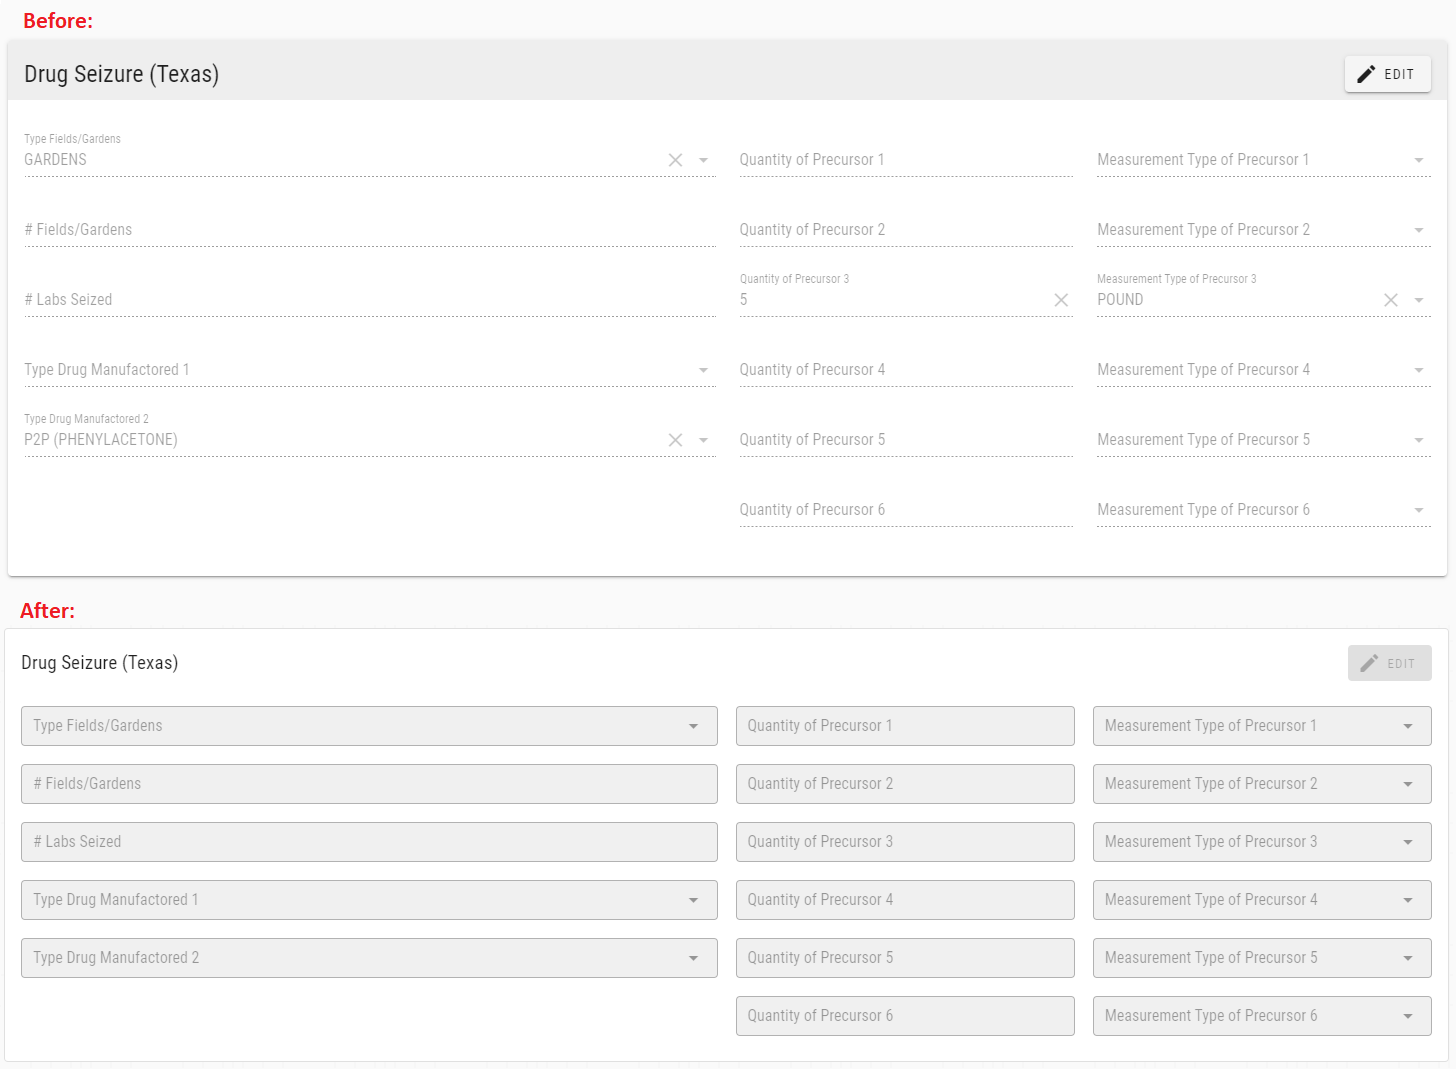 Before:
Drug Seizure (Texas)
EDIT
Type Fields/Gardens
GARDENS
Quantity of Precursor 1
Measurement Type of Precursor 1
# Fields/Gardens
Quantity of Precursor 2
Measurement Type of Precursor 2
# Labs Seized
Quantity of Precursor 3
5
Measurement Type of Precursor 3
POUND
Type Drug Manufactored 1
Quantity of Precursor 4
Measurement Type of Precursor 4
Type Drug Manufactored 2
P2P (PHENYLACETONE)
Quantity of Precursor 5
Measurement Type of Precursor 5
Quantity of Precursor 6
Measurement Type of Precursor 6
After:
Drug Seizure (Texas)
EDIT
Type Fields/Gardens
Quantity of Precursor 1
Measurement Type of Precursor 1
# Fields/Gardens
Quantity of Precursor 2
Measurement Type of Precursor 2
# Labs Seized
Quantity of Precursor 3
Measurement Type of Precursor 3
Type Drug Manufactored 1
Quantity of Precursor 4
Measurement Type of Precursor 4
Type Drug Manufactored 2
Quantity of Precursor 5
Measurement Type of Precursor 5
Quantity of Precursor 6
Measurement Type of Precursor 6